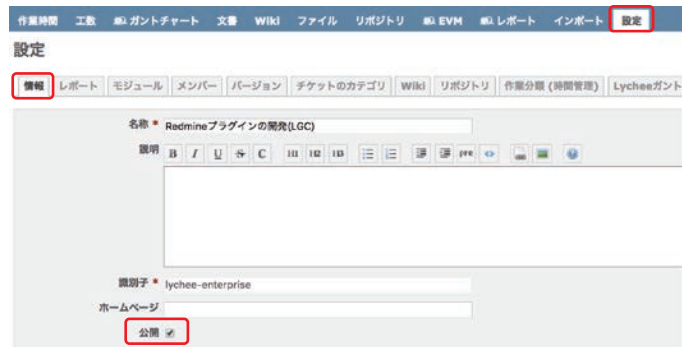 作業時間 工数 ガントチャート 文書 Wiki ファイル リポジトリ EVM レポート インポート 設定
設定
情報 レポート モジュール メンバー バージョン チケットのカテゴリ Wiki リポジトリ 作業分類 (時間管理) Lycheeガント
名称 * Redmineプラグインの開発(LGC)
説明 B I U S C H1 H2 H3 pre <>
識別子 * lychee-enterprise
ホームページ
公開